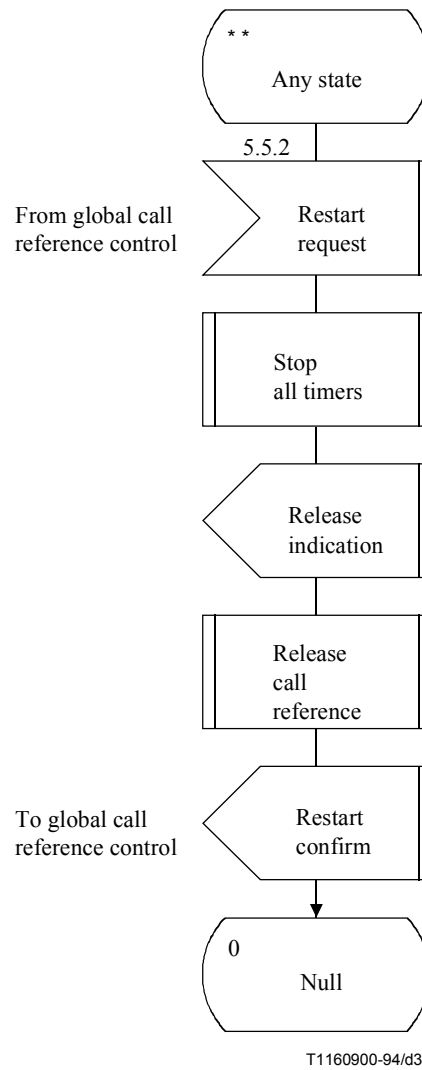 * *
Any state
5.5.2
From global call
reference control
Restart
request
Stop
all timers
Release
indication
Release
call
reference
To global call
reference control
Restart
confirm
0
Null
T1160900-94/d3